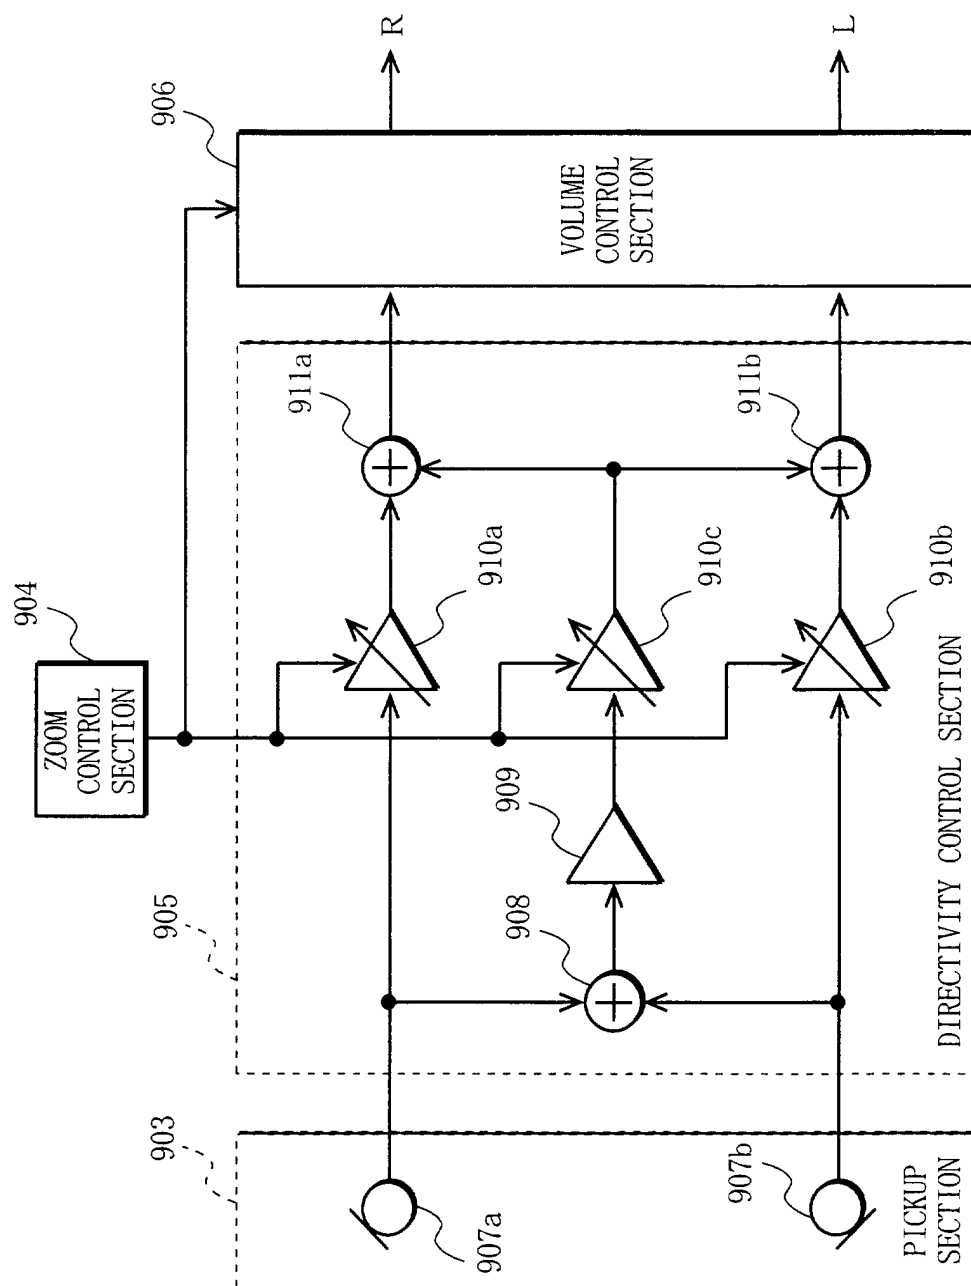 904
ZOOM
CONTROL
SECTION
903
905
906
907a
908
909
910a
911a
R
910c
VOLUME
CONTROL
SECTION
907b
910b
911b
L
PICKUP
SECTION
DIRECTIVITY CONTROL SECTION